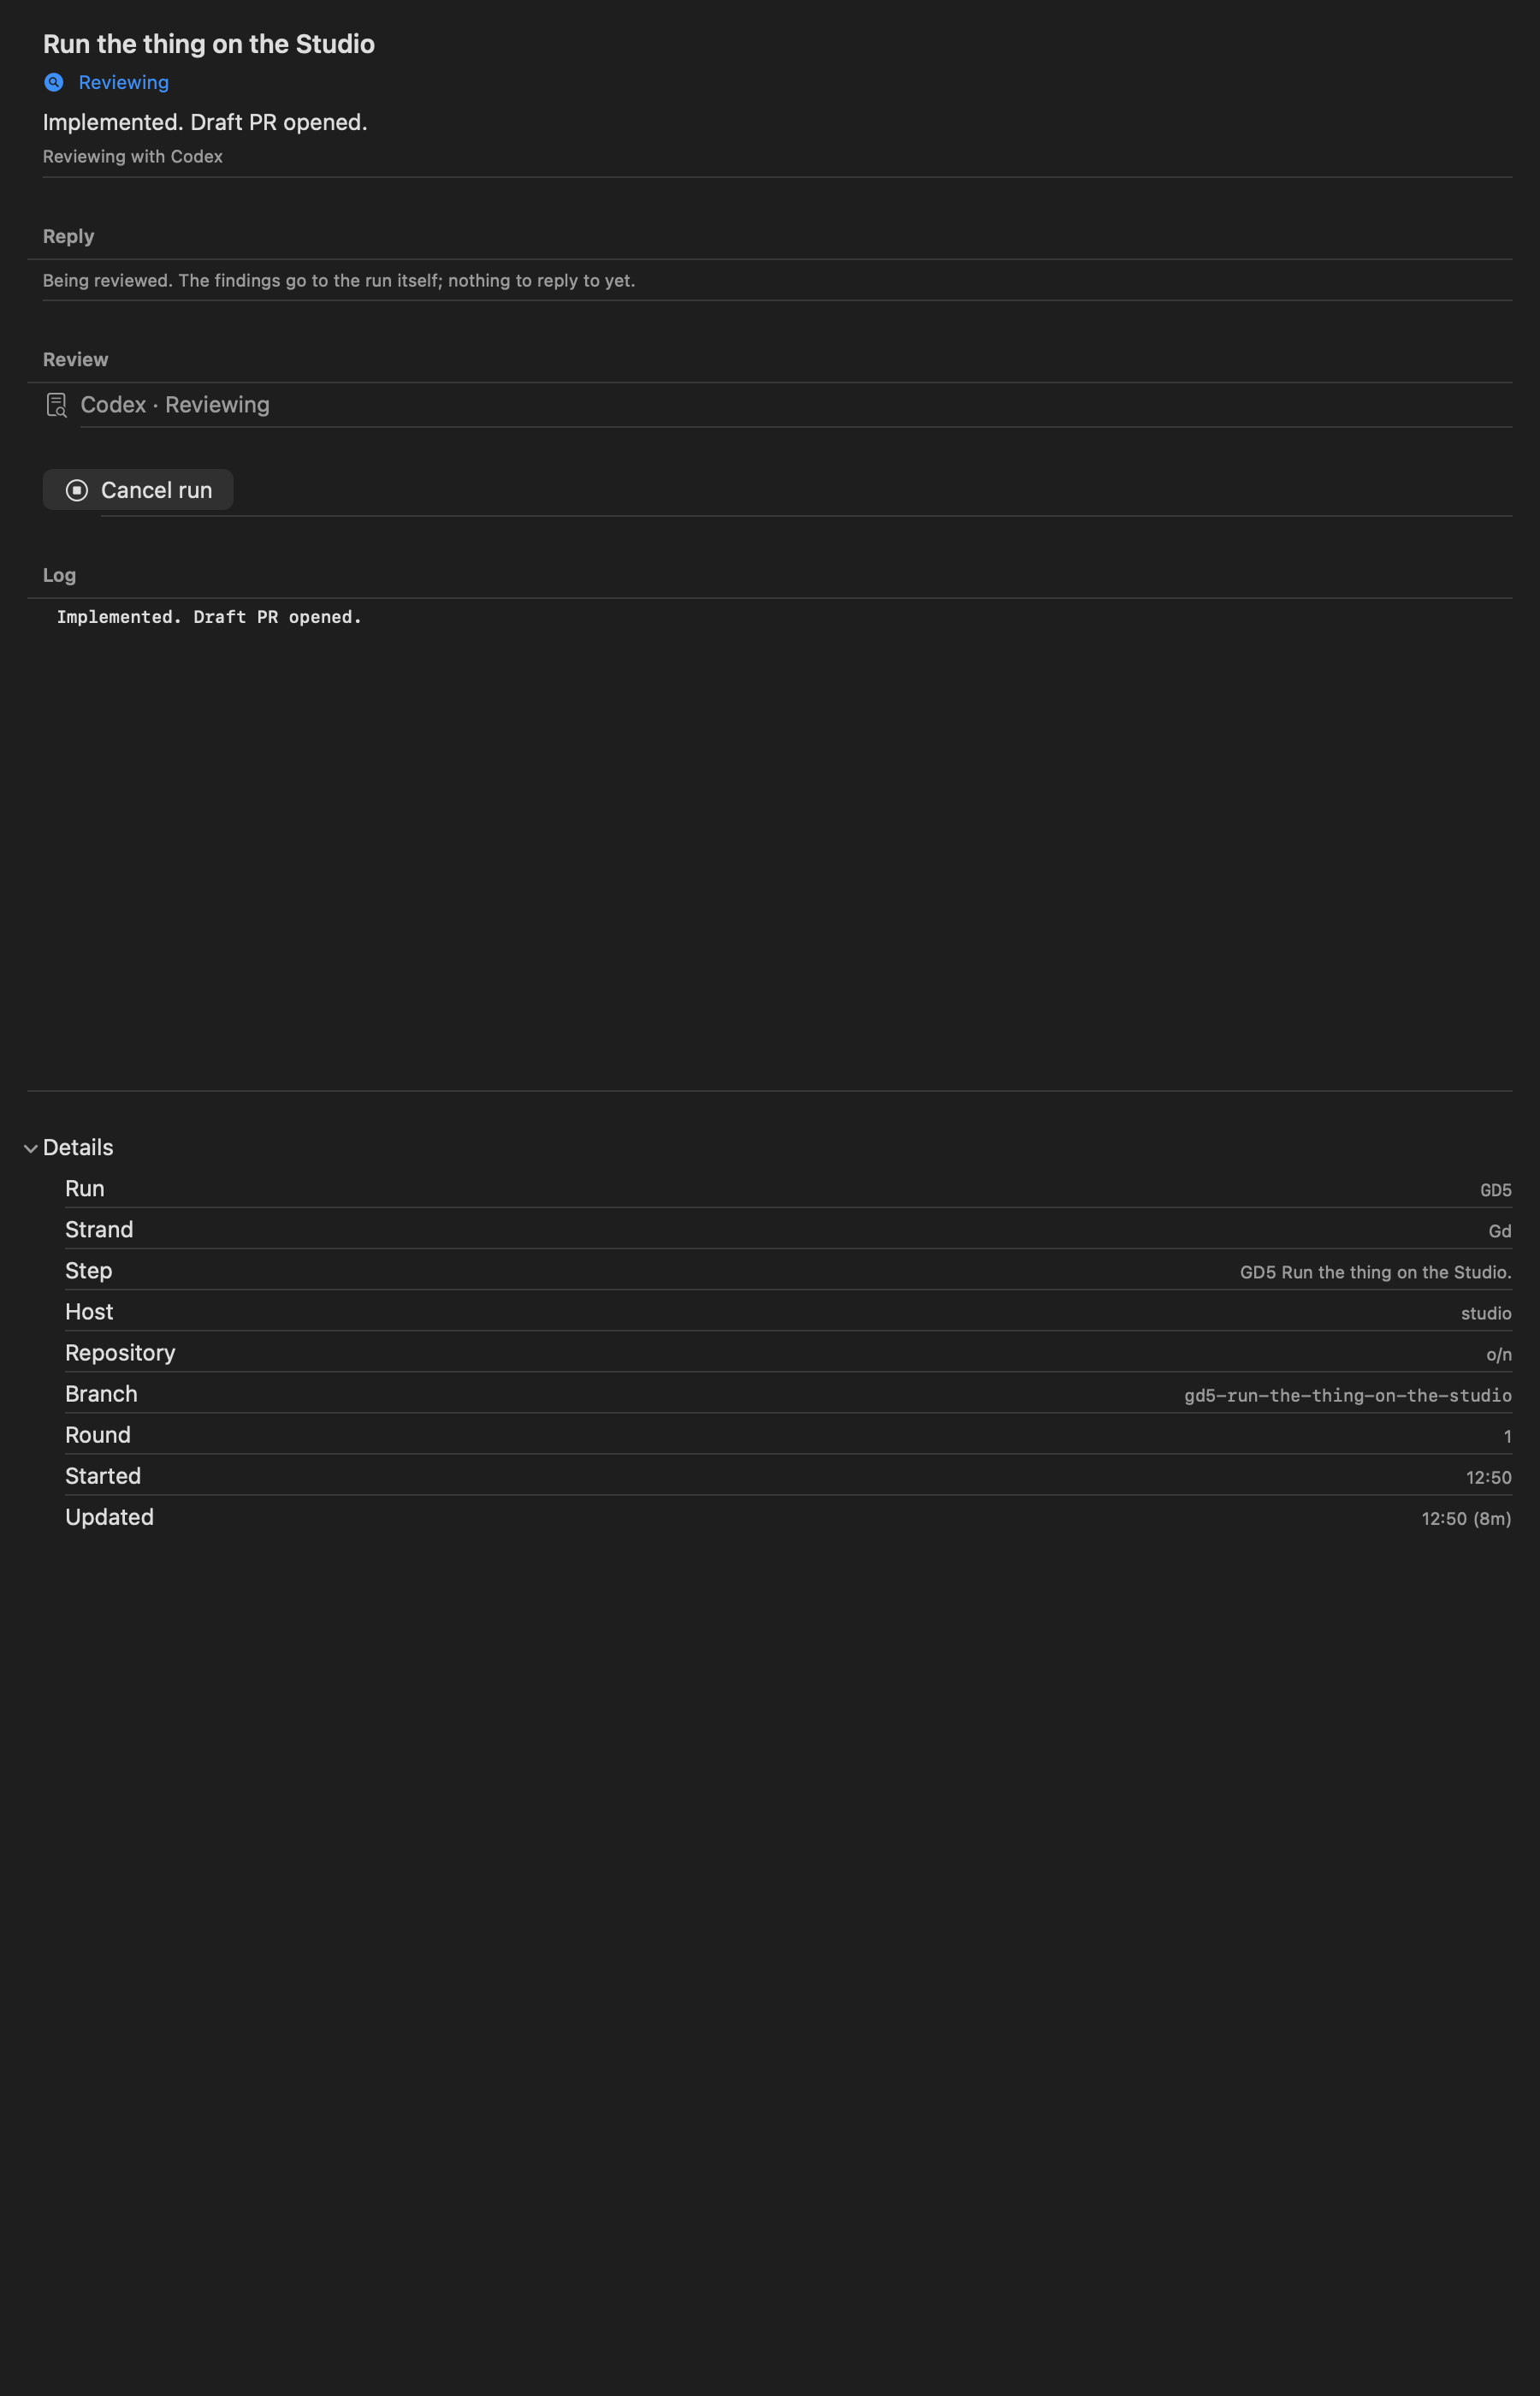 Run the thing on the Studio
Reviewing
Implemented. Draft PR opened.
Reviewing with Codex
Reply
Being reviewed. The findings go to the run itself; nothing to reply to yet.
Review
Codex · Reviewing
Cancel run
Log
Implemented. Draft PR opened.
Details
Run GD5
Strand Gd
Step GD5 Run the thing on the Studio.
Host studio
Repository o/n
Branch gd5-run-the-thing-on-the-studio
Round 1
Started 12:50
Updated 12:50 (8m)